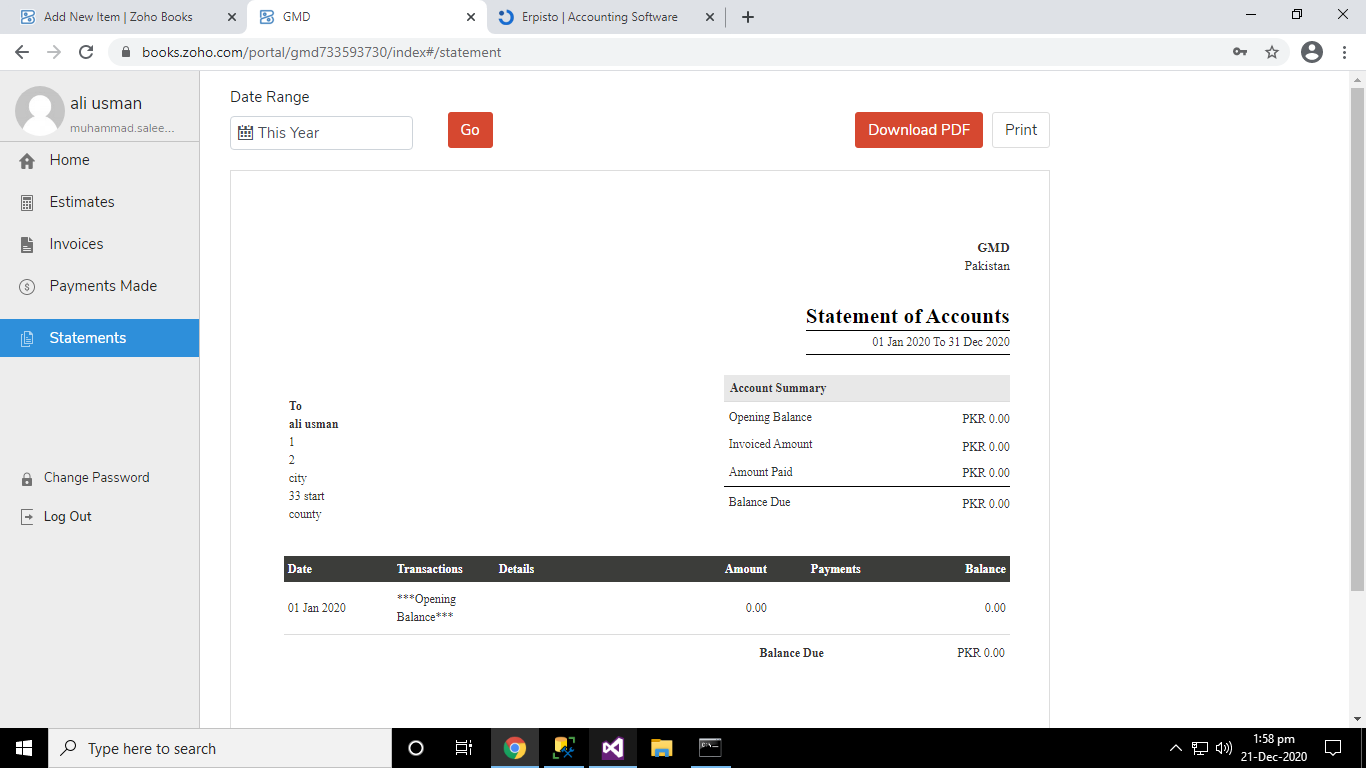 Add New Item | Zoho Books
GMD
Erpisto | Accounting Software
books.zoho.com/portal/gmd733593730/index#/statement
ali usman
muhammad.salee...
Home
Estimates
Invoices
Payments Made
Statements
Change Password
Log Out
Date Range
This Year
Go
Download PDF
Print
GMD
Pakistan
Statement of Accounts
01 Jan 2020 To 31 Dec 2020
Account Summary
Opening Balance PKR 0.00
Invoiced Amount PKR 0.00
Amount Paid PKR 0.00
Balance Due PKR 0.00
To
ali usman
1
2
city
33 start
county
Date Transactions Details Amount Payments Balance
01 Jan 2020 ***Opening 0.00 0.00
Balance***
Balance Due PKR 0.00
Type here to search
1:58 pm
21-Dec-2020